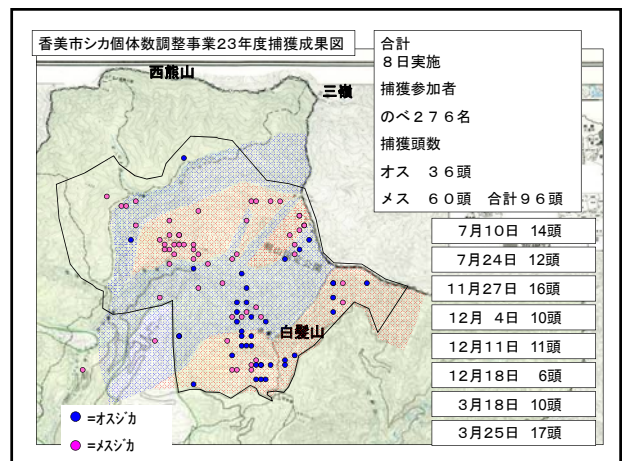 香美市シカ個体数調整事業23年度捕獲成果図
西熊山
三嶺
白髪山
●=オスジカ
●=メスジカ
合計
８日実施
捕獲参加者
のべ２７６名
捕獲頭数
オス　３６頭
メス　６０頭　合計９６頭
7月10日　14頭
7月24日　12頭
11月27日　16頭
12月　4日　10頭
12月11日　11頭
12月18日　6頭
3月18日　10頭
3月25日　17頭